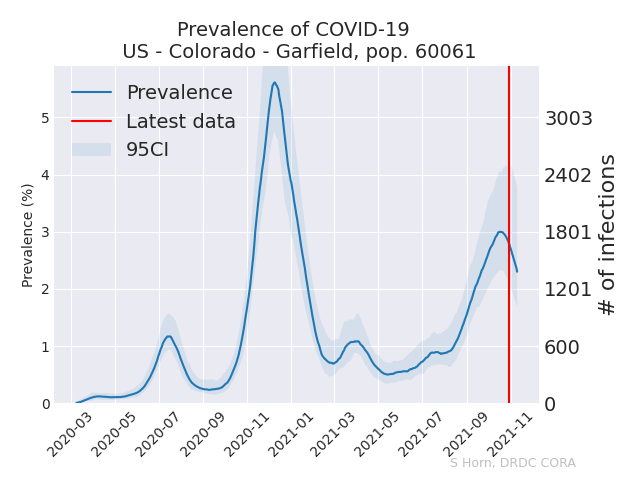 Prevalence of COVID-19
US - Colorado - Garfield, pop. 60061
Prevalence
Latest data
95CI
Prevalence (%)
5
4
3
2
1
0
3003
2402
1801
1201
600
0
# of infections
2020-03
2020-05
2020-07
2020-09
2020-11
2021-01
2021-03
2021-05
2021-07
2021-09
2021-11
S Horn, DRDC CORA